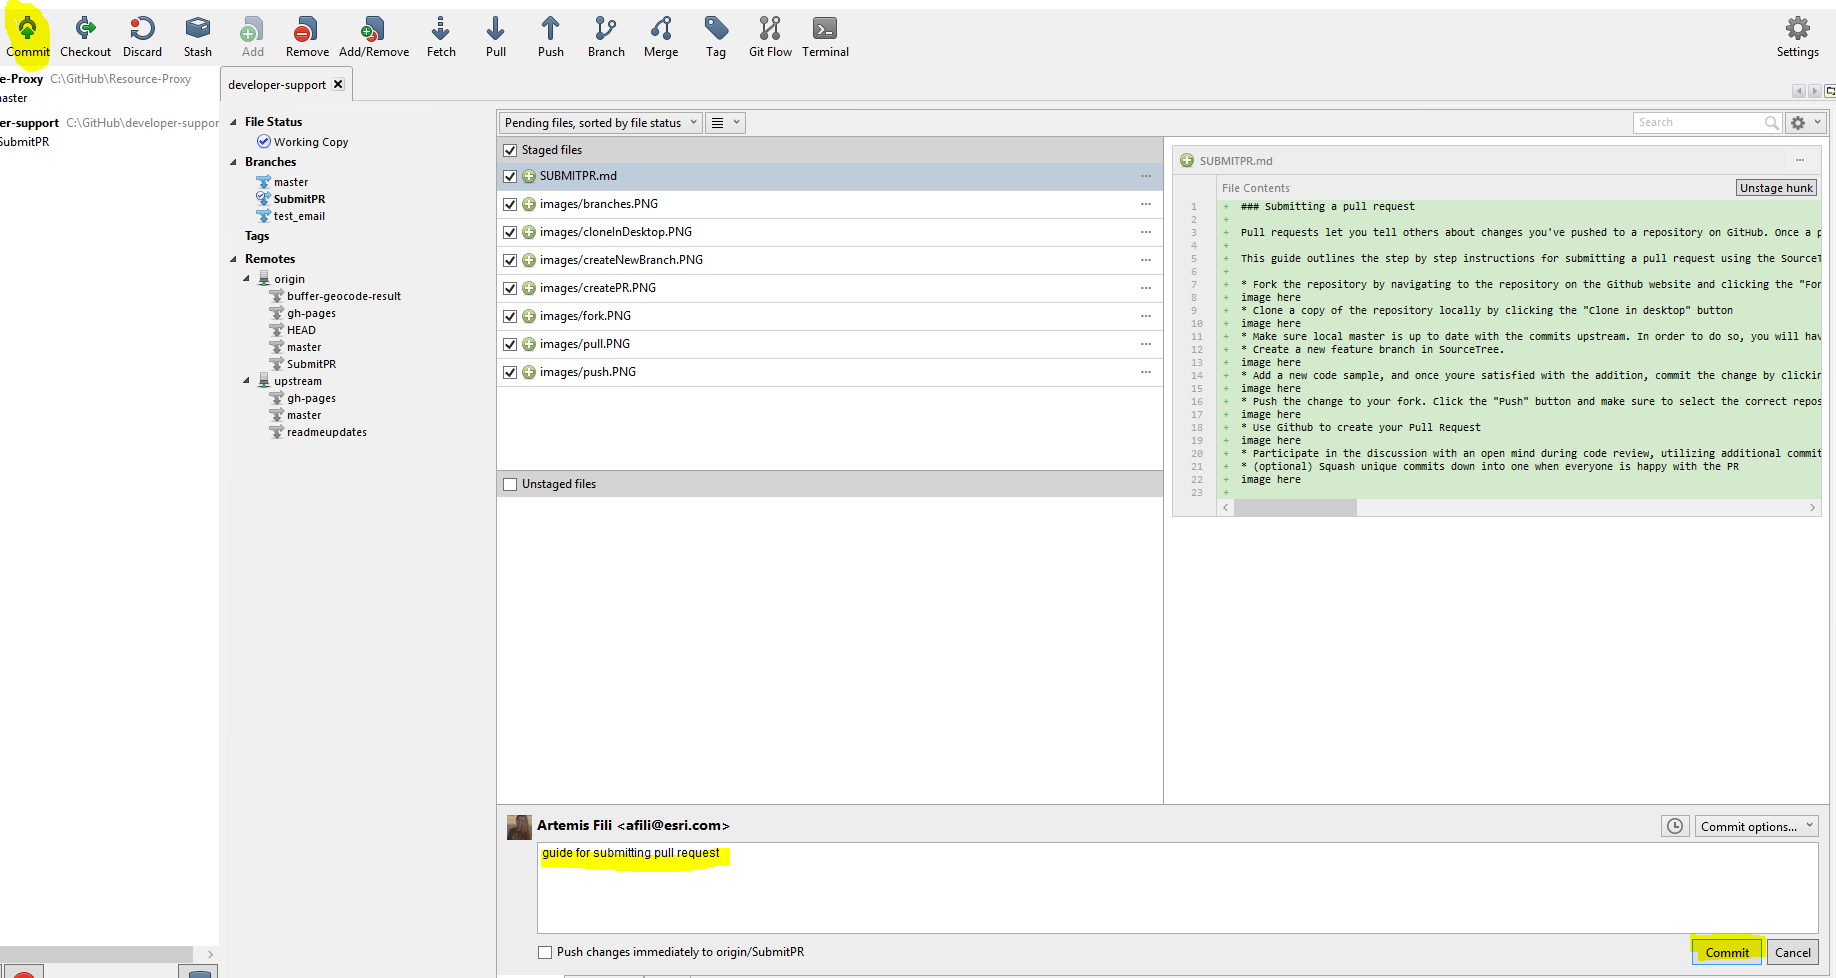 Commit Checkout Discard Stash Add Remove Add/Remove Fetch Pull Push Branch Merge Tag Git Flow Terminal Settings
e-Proxy C:\GitHub\Resource-Proxy
aster
er-support C:\GitHub\developer-suppor
SubmitPR
developer-support
File Status
Working Copy
Branches
master
SubmitPR
test_email
Tags
Remotes
origin
buffer-geocode-result
gh-pages
HEAD
master
SubmitPR
upstream
gh-pages
master
readmeupdates
Pending files, sorted by file status
Search
Staged files
SUBMITPR.md
images/branches.PNG
images/cloneInDesktop.PNG
images/createNewBranch.PNG
images/createPR.PNG
images/fork.PNG
images/pull.PNG
images/push.PNG
Unstaged files
SUBMITPR.md
File Contents Unstage hunk
1 + ### Submitting a pull request
2 +
3 + Pull requests let you tell others about changes you've pushed to a repository on GitHub. Once a p
4 +
5 + This guide outlines the step by step instructions for submitting a pull request using the SourceT
6 +
7 + * Fork the repository by navigating to the repository on the Github website and clicking the "For
8 + image here
9 + * Clone a copy of the repository locally by clicking the "Clone in desktop" button
10 + image here
11 + * Make sure local master is up to date with the commits upstream. In order to do so, you will hav
12 + * Create a new feature branch in SourceTree.
13 + image here
14 + * Add a new code sample, and once youre satisfied with the addition, commit the change by clickin
15 + image here
16 + * Push the change to your fork. Click the "Push" button and make sure to select the correct repos
17 + image here
18 + * Use Github to create your Pull Request
19 + image here
20 + * Participate in the discussion with an open mind during code review, utilizing additional commit
21 + * (optional) Squash unique commits down into one when everyone is happy with the PR
22 + image here
23 +
Artemis Fili <afili@esri.com>
Commit options...
guide for submitting pull request
Push changes immediately to origin/SubmitPR
Commit Cancel